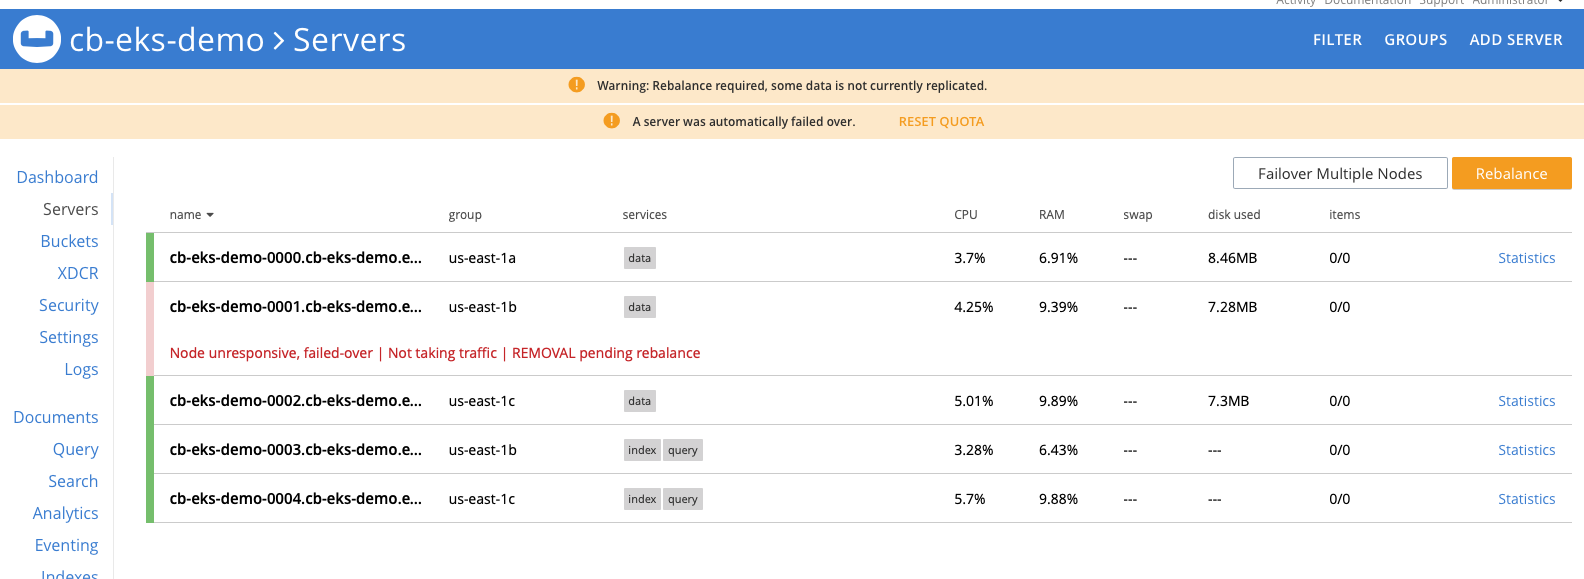 Activity Documentation Support Administrator
cb-eks-demo > Servers
FILTER GROUPS ADD SERVER
Warning: Rebalance required, some data is not currently replicated.
A server was automatically failed over. RESET QUOTA
Failover Multiple Nodes Rebalance
Dashboard
Servers
Buckets
XDCR
Security
Settings
Logs
Documents
Query
Search
Analytics
Eventing
Indexes
name group services CPU RAM swap disk used items
cb-eks-demo-0000.cb-eks-demo.e... us-east-1a data 3.7% 6.91% --- 8.46MB 0/0 Statistics
cb-eks-demo-0001.cb-eks-demo.e... us-east-1b data 4.25% 9.39% --- 7.28MB 0/0
Node unresponsive, failed-over | Not taking traffic | REMOVAL pending rebalance
cb-eks-demo-0002.cb-eks-demo.e... us-east-1c data 5.01% 9.89% --- 7.3MB 0/0 Statistics
cb-eks-demo-0003.cb-eks-demo.e... us-east-1b index query 3.28% 6.43% --- --- 0/0 Statistics
cb-eks-demo-0004.cb-eks-demo.e... us-east-1c index query 5.7% 9.88% --- --- 0/0 Statistics